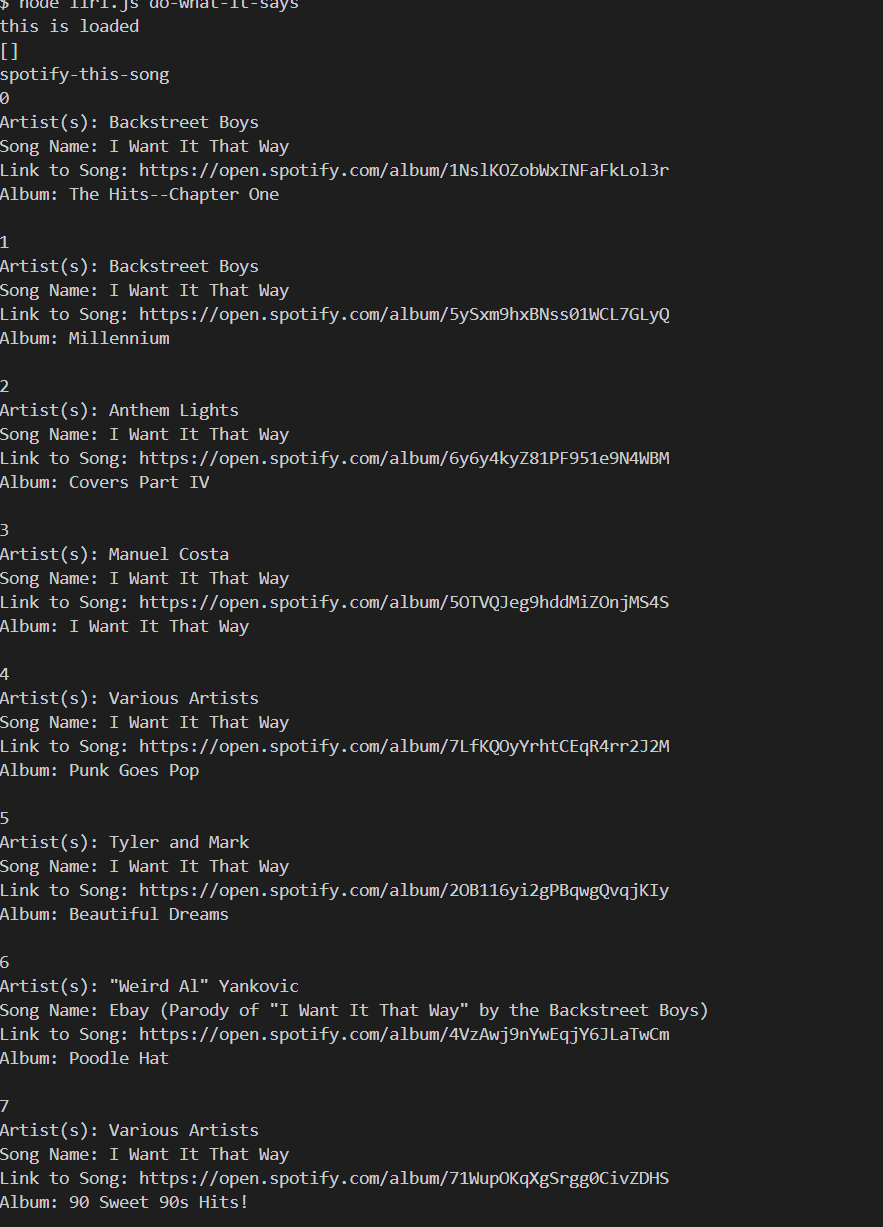 $ node liri.js do-what-it-says
this is loaded
[]
spotify-this-song
0
Artist(s): Backstreet Boys
Song Name: I Want It That Way
Link to Song: https://open.spotify.com/album/1NslKOZobWxINFaFkLol3r
Album: The Hits--Chapter One
1
Artist(s): Backstreet Boys
Song Name: I Want It That Way
Link to Song: https://open.spotify.com/album/5ySxm9hxBNss01WCL7GLyQ
Album: Millennium
2
Artist(s): Anthem Lights
Song Name: I Want It That Way
Link to Song: https://open.spotify.com/album/6y6y4kyZ81PF951e9N4WBM
Album: Covers Part IV
3
Artist(s): Manuel Costa
Song Name: I Want It That Way
Link to Song: https://open.spotify.com/album/5OTVQJeg9hddMiZOnjMS4S
Album: I Want It That Way
4
Artist(s): Various Artists
Song Name: I Want It That Way
Link to Song: https://open.spotify.com/album/7LfKQOyYrhtCEqR4rr2J2M
Album: Punk Goes Pop
5
Artist(s): Tyler and Mark
Song Name: I Want It That Way
Link to Song: https://open.spotify.com/album/2OB116yi2gPBqwgQvqjKIy
Album: Beautiful Dreams
6
Artist(s): "Weird Al" Yankovic
Song Name: Ebay (Parody of "I Want It That Way" by the Backstreet Boys)
Link to Song: https://open.spotify.com/album/4VzAwj9nYwEqjY6JLaTwCm
Album: Poodle Hat
7
Artist(s): Various Artists
Song Name: I Want It That Way
Link to Song: https://open.spotify.com/album/71WupOKqXgSrgg0CivZDHS
Album: 90 Sweet 90s Hits!